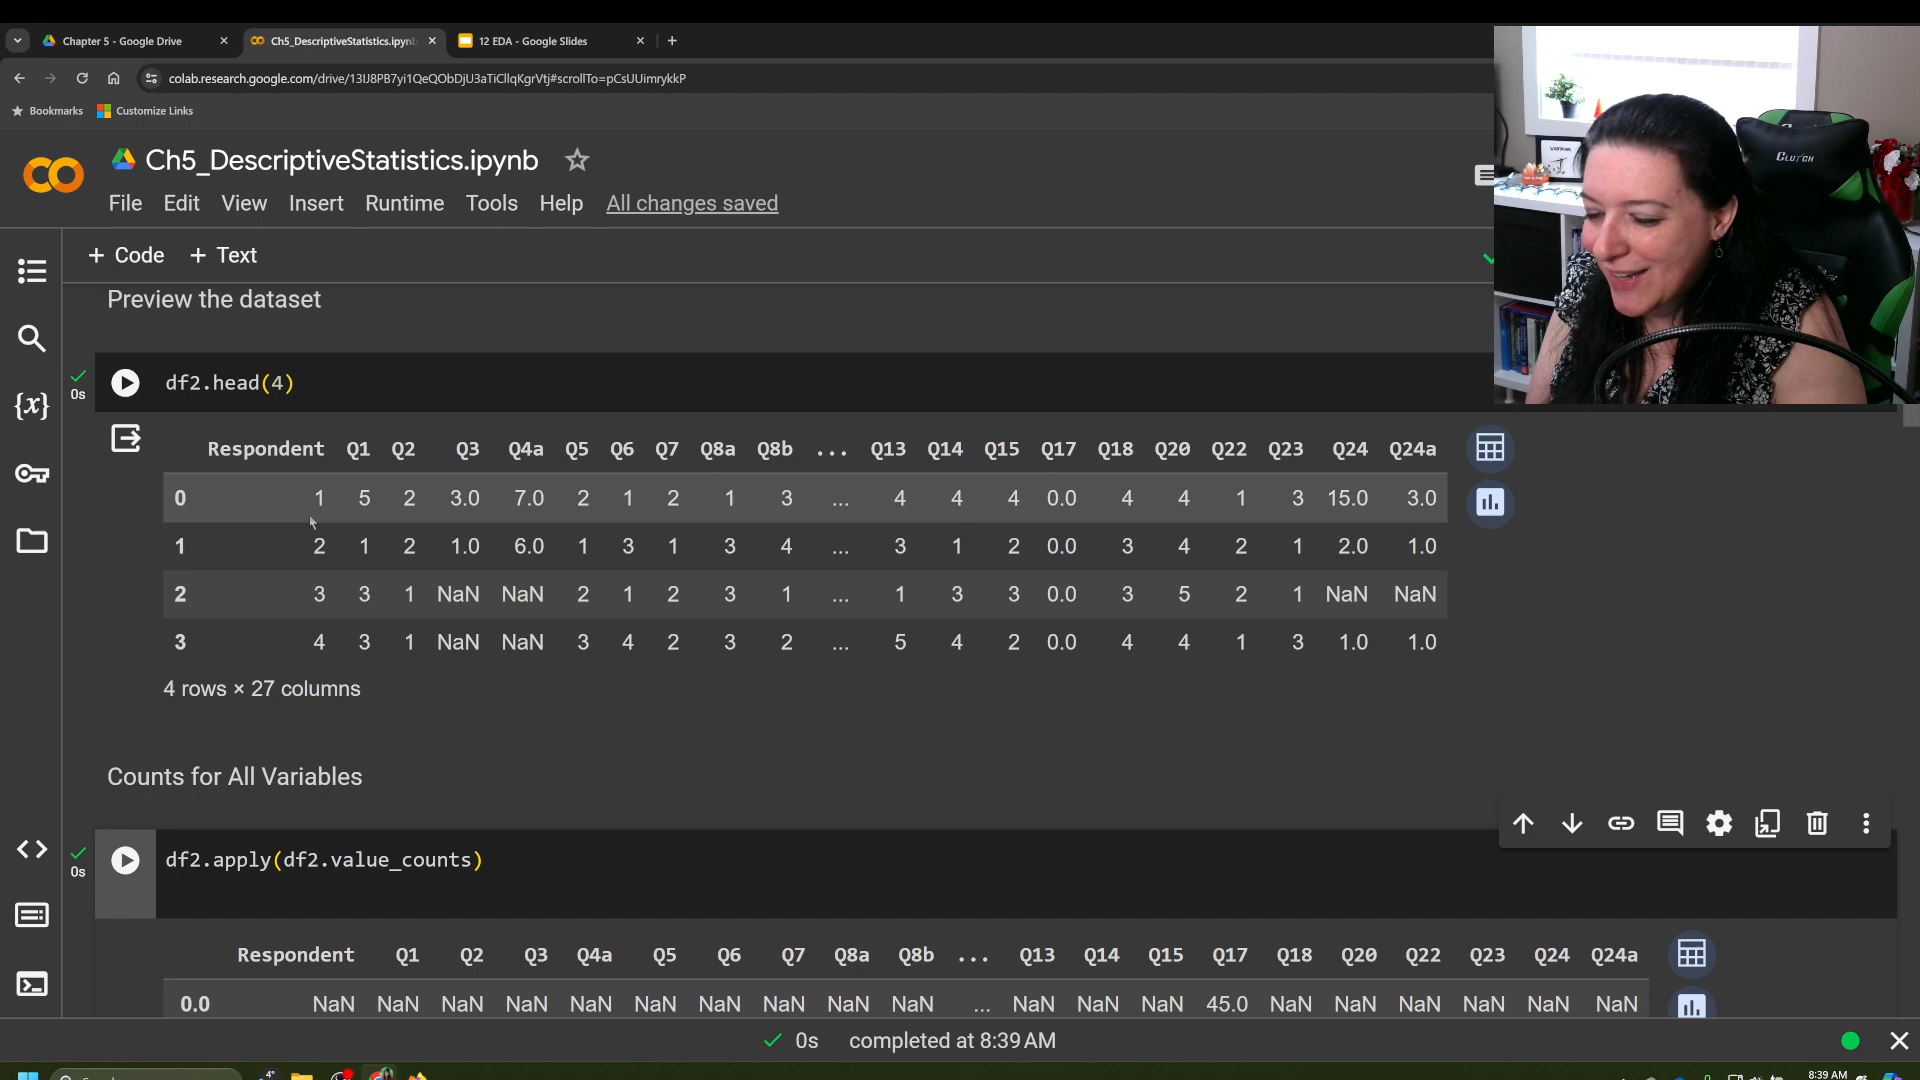 Chapter 5 - Google Drive
Ch5_DescriptiveStatistics.ipynb
12 EDA - Google Slides
colab.research.google.com/drive/13IJ8PB7yi1QeQObDjU3aTiCllqKgrVtj#scrollTo=pCsUUimrykkP
Bookmarks Customize Links
Ch5_DescriptiveStatistics.ipynb
File Edit View Insert Runtime Tools Help All changes saved
+ Code + Text
Preview the dataset
0s df2.head(4)
Respondent Q1 Q2 Q3 Q4a Q5 Q6 Q7 Q8a Q8b ... Q13 Q14 Q15 Q17 Q18 Q20 Q22 Q23 Q24 Q24a
0 1 5 2 3.0 7.0 2 1 2 1 3 ... 4 4 4 0.0 4 4 1 3 15.0 3.0
1 2 1 2 1.0 6.0 1 3 1 3 4 ... 3 1 2 0.0 3 4 2 1 2.0 1.0
2 3 3 1 NaN NaN 2 1 2 3 1 ... 1 3 3 0.0 3 5 2 1 NaN NaN
3 4 3 1 NaN NaN 3 4 2 3 2 ... 5 4 2 0.0 4 4 1 3 1.0 1.0
4 rows × 27 columns
Counts for All Variables
0s df2.apply(df2.value_counts)
Respondent Q1 Q2 Q3 Q4a Q5 Q6 Q7 Q8a Q8b ... Q13 Q14 Q15 Q17 Q18 Q20 Q22 Q23 Q24 Q24a
0.0 NaN NaN NaN NaN NaN NaN NaN NaN NaN NaN ... NaN NaN NaN 45.0 NaN NaN NaN NaN NaN NaN
0s completed at 8:39 AM
4°
8:39 AM
CLUTCH
{x}